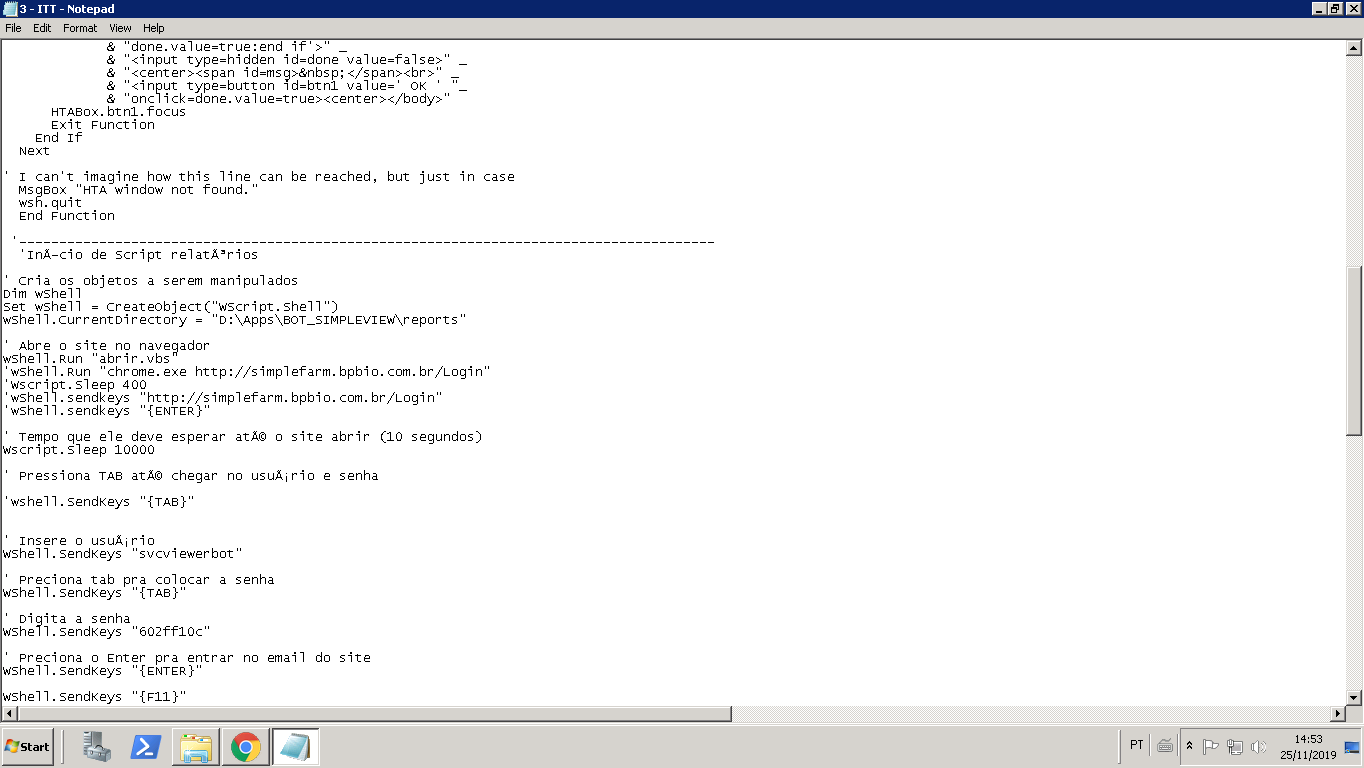 3 - ITT - Notepad
File Edit Format View Help
& "done.value=true:end if'>" _
& "<input type=hidden id=done value=false>" _
& "<center><span id=msg>&nbsp;</span><br>" _
& "<input type=button id=btn1 value=' OK ' "_
& "onclick=done.value=true><center></body>"
HTABox.btn1.focus
Exit Function
End If
Next
' I can't imagine how this line can be reached, but just in case
MsgBox "HTA window not found."
wsh.quit
End Function
'_______________________________________________________________________________________
'InÃ-cio de Script relatÃ³rios
' Cria os objetos a serem manipulados
Dim wShell
Set wShell = CreateObject("WScript.Shell")
wShell.CurrentDirectory = "D:\Apps\BOT_SIMPLEVIEW\reports"
' Abre o site no navegador
wShell.Run "abrir.vbs"
'wShell.Run "chrome.exe http://simplefarm.bpbio.com.br/Login"
'Wscript.Sleep 400
'wShell.sendkeys "http://simplefarm.bpbio.com.br/Login"
'wShell.sendkeys "{ENTER}"
' Tempo que ele deve esperar atÃ© o site abrir (10 segundos)
Wscript.Sleep 10000
' Pressiona TAB atÃ© chegar no usuÃ¡rio e senha
'wshell.SendKeys "{TAB}"
' Insere o usuÃ¡rio
WShell.SendKeys "svcviewerbot"
' Preciona tab pra colocar a senha
WShell.SendKeys "{TAB}"
' Digita a senha
WShell.SendKeys "602ff10c"
' Preciona o Enter pra entrar no email do site
WShell.SendKeys "{ENTER}"
WShell.SendKeys "{F11}"
Start
PT
14:53
25/11/2019